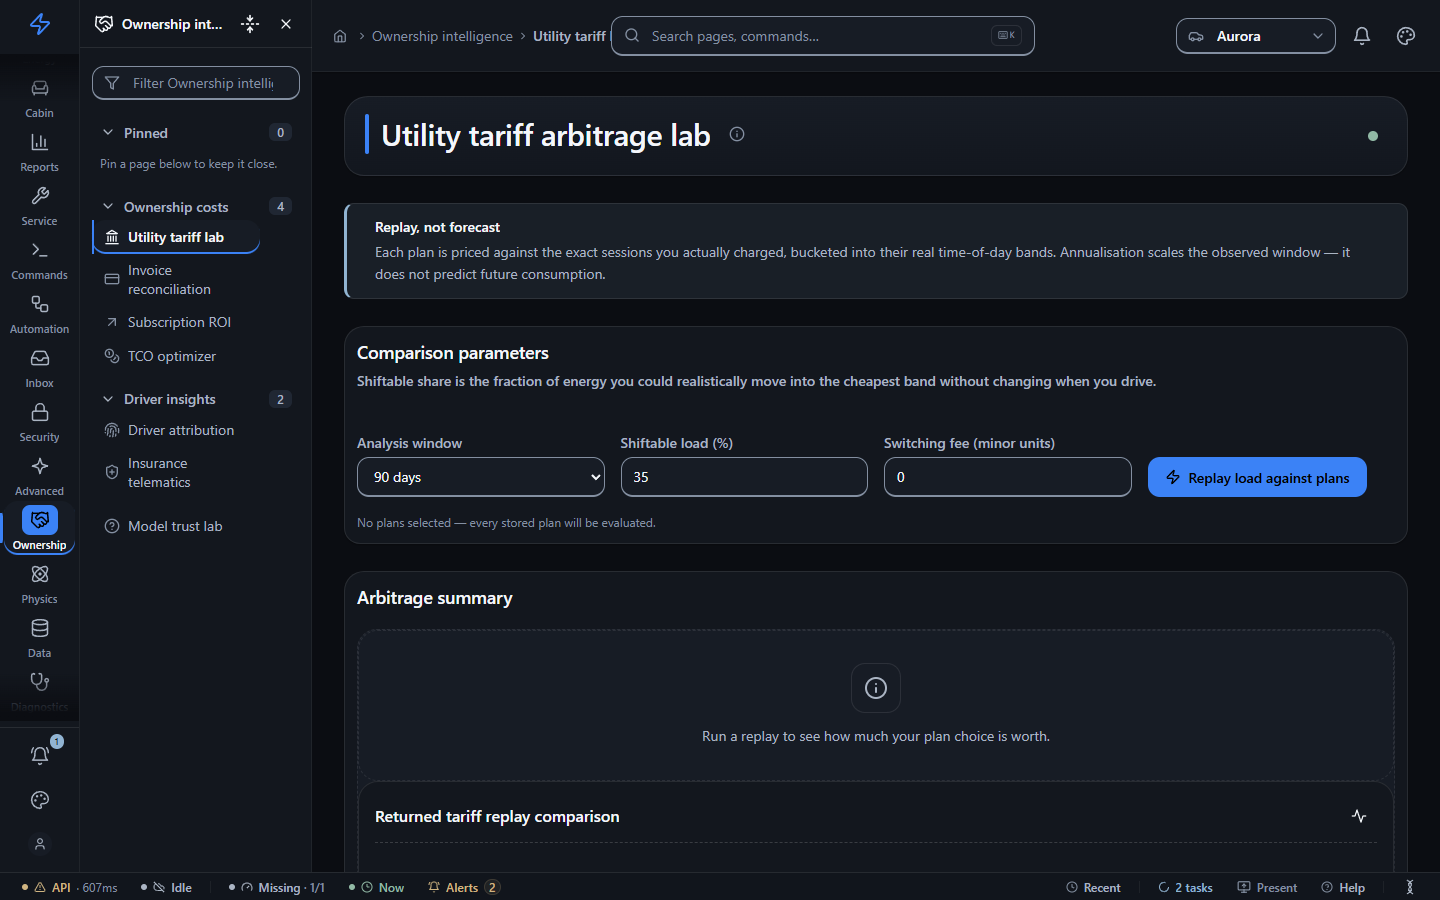 Ownership int...
Ownership intelligence
Utility tariff
Search pages, commands...
K
Aurora
Cabin
Reports
Service
Commands
Automation
Inbox
Security
Advanced
Ownership
Physics
Data
Diagnostics
1
Filter Ownership intelli
Pinned
0
Pin a page below to keep it close.
Ownership costs
4
Utility tariff lab
Invoice
reconciliation
Subscription ROI
TCO optimizer
Driver insights
2
Driver attribution
Insurance
telematics
Model trust lab
Utility tariff arbitrage lab
Replay, not forecast
Each plan is priced against the exact sessions you actually charged, bucketed into their real time-of-day bands. Annualisation scales the observed window — it
does not predict future consumption.
Comparison parameters
Shiftable share is the fraction of energy you could realistically move into the cheapest band without changing when you drive.
Analysis window
Shiftable load (%)
Switching fee (minor units)
90 days
35
0
Replay load against plans
No plans selected — every stored plan will be evaluated.
Arbitrage summary
Run a replay to see how much your plan choice is worth.
Returned tariff replay comparison
API · 607ms
Idle
Missing · 1/1
Now
Alerts 2
Recent
2 tasks
Present
Help